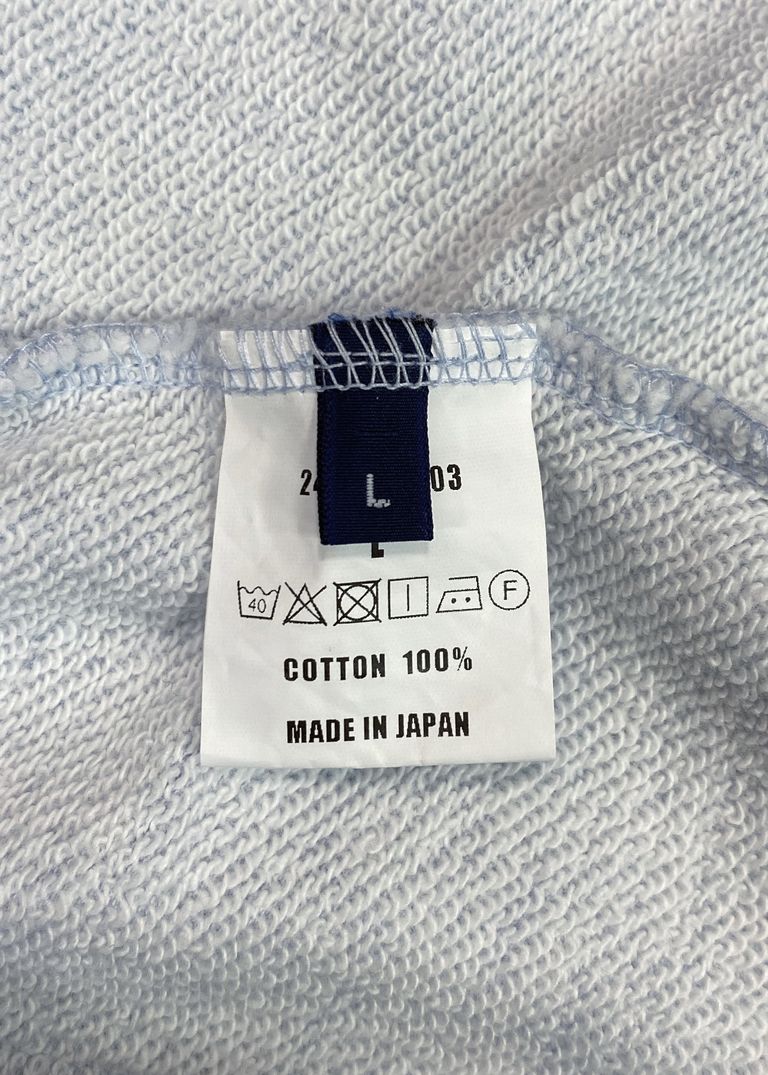 24 03
L
L
40 F
COTTON 100%
MADE IN JAPAN